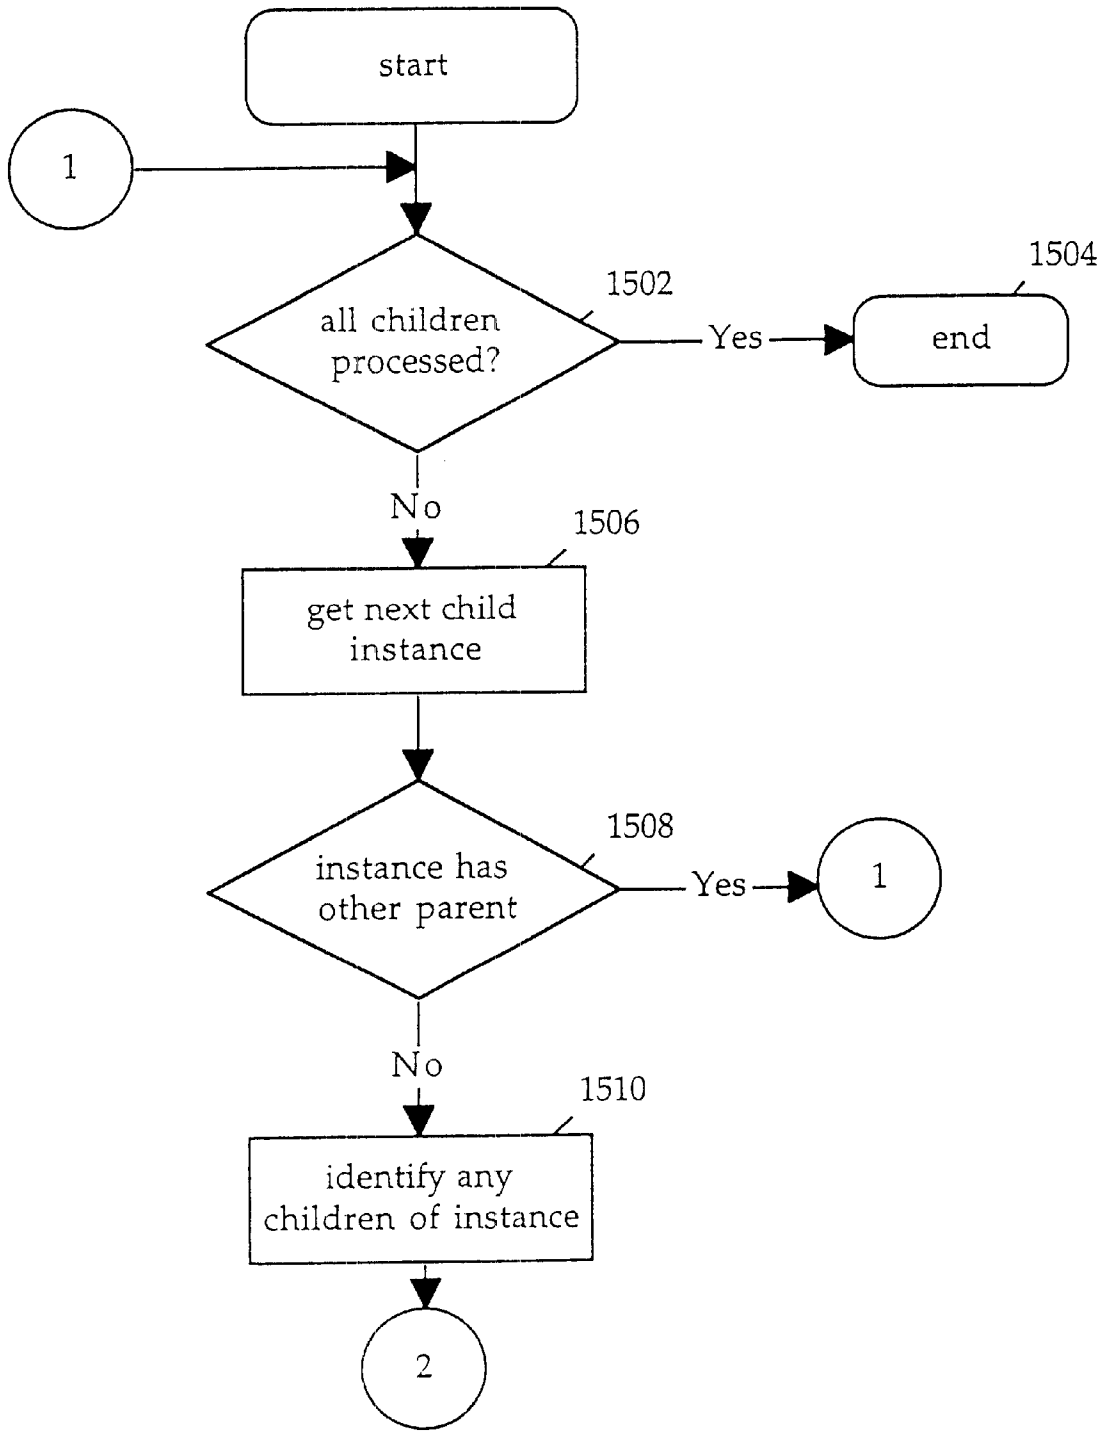 start
1
1502
1504
all children
processed?
Yes
end
No
1506
get next child
instance
1508
instance has
other parent
Yes
1
No
1510
identify any
children of instance
2